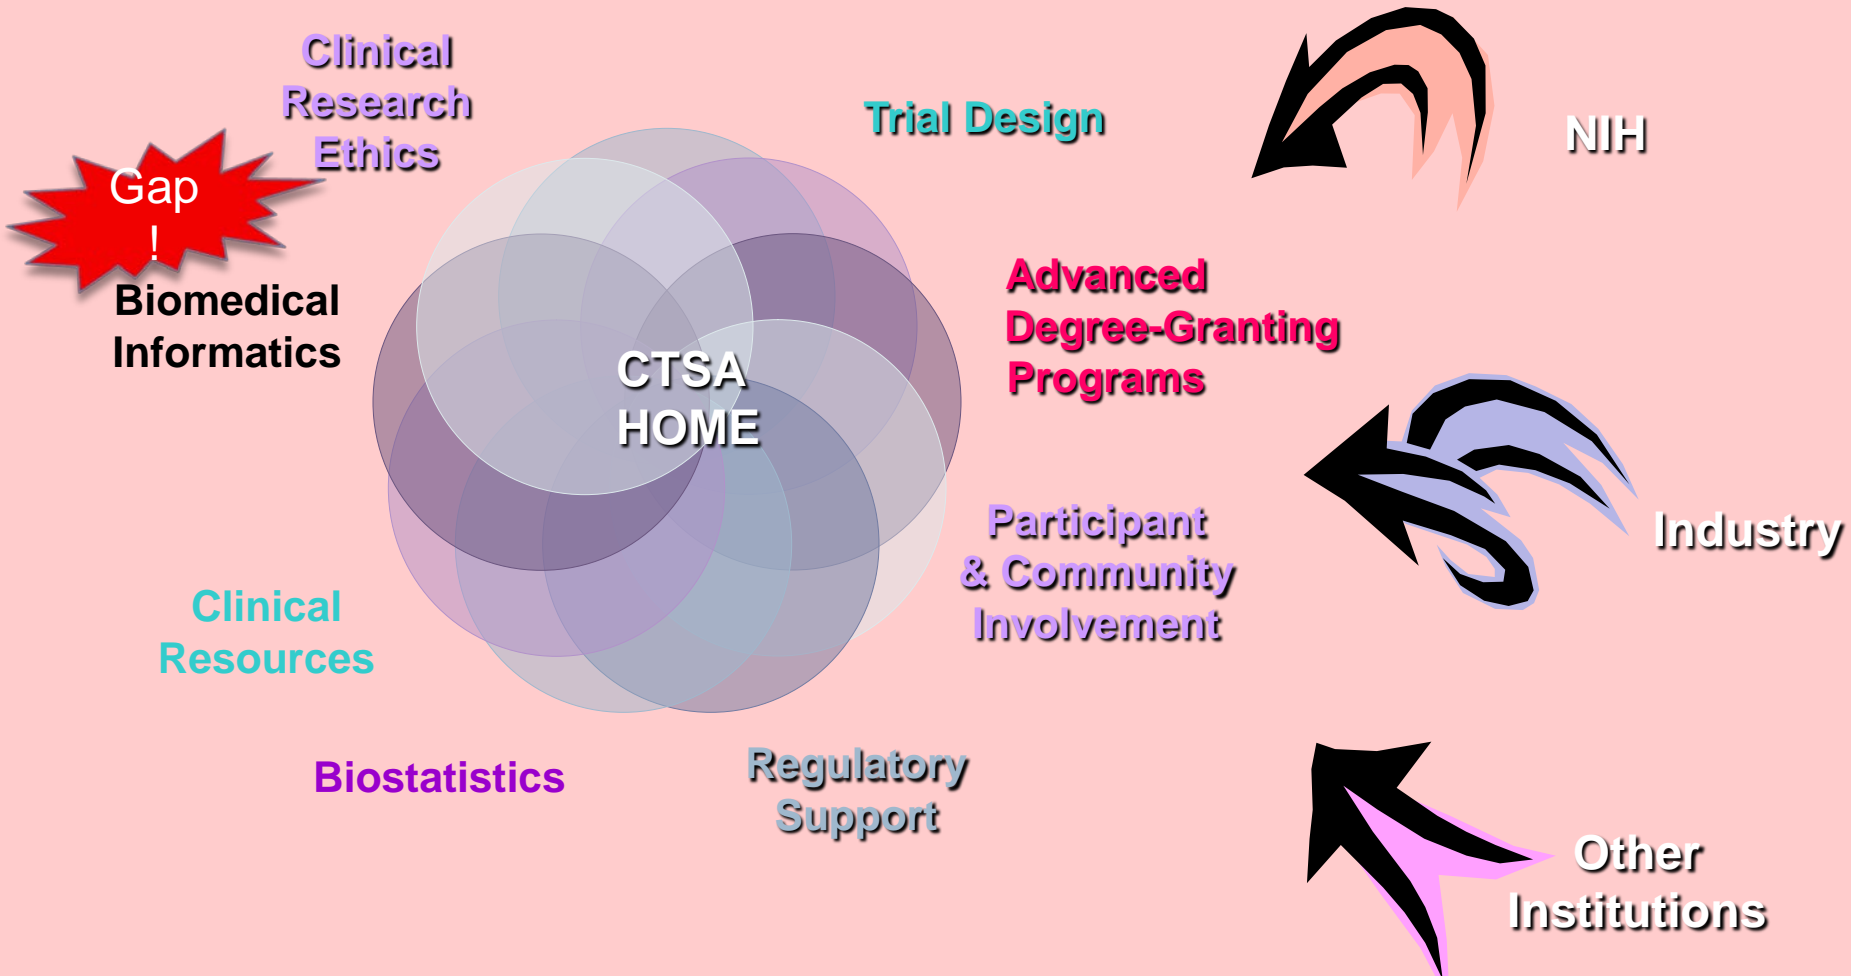 Clinical
Research
Ethics
Trial Design
NIH
Gap
!
Biomedical
Informatics
Advanced
Degree-Granting
Programs
CTSA
HOME
Participant
& Community
Involvement
Industry
Clinical
Resources
Biostatistics
Regulatory
Support
Other
Institutions